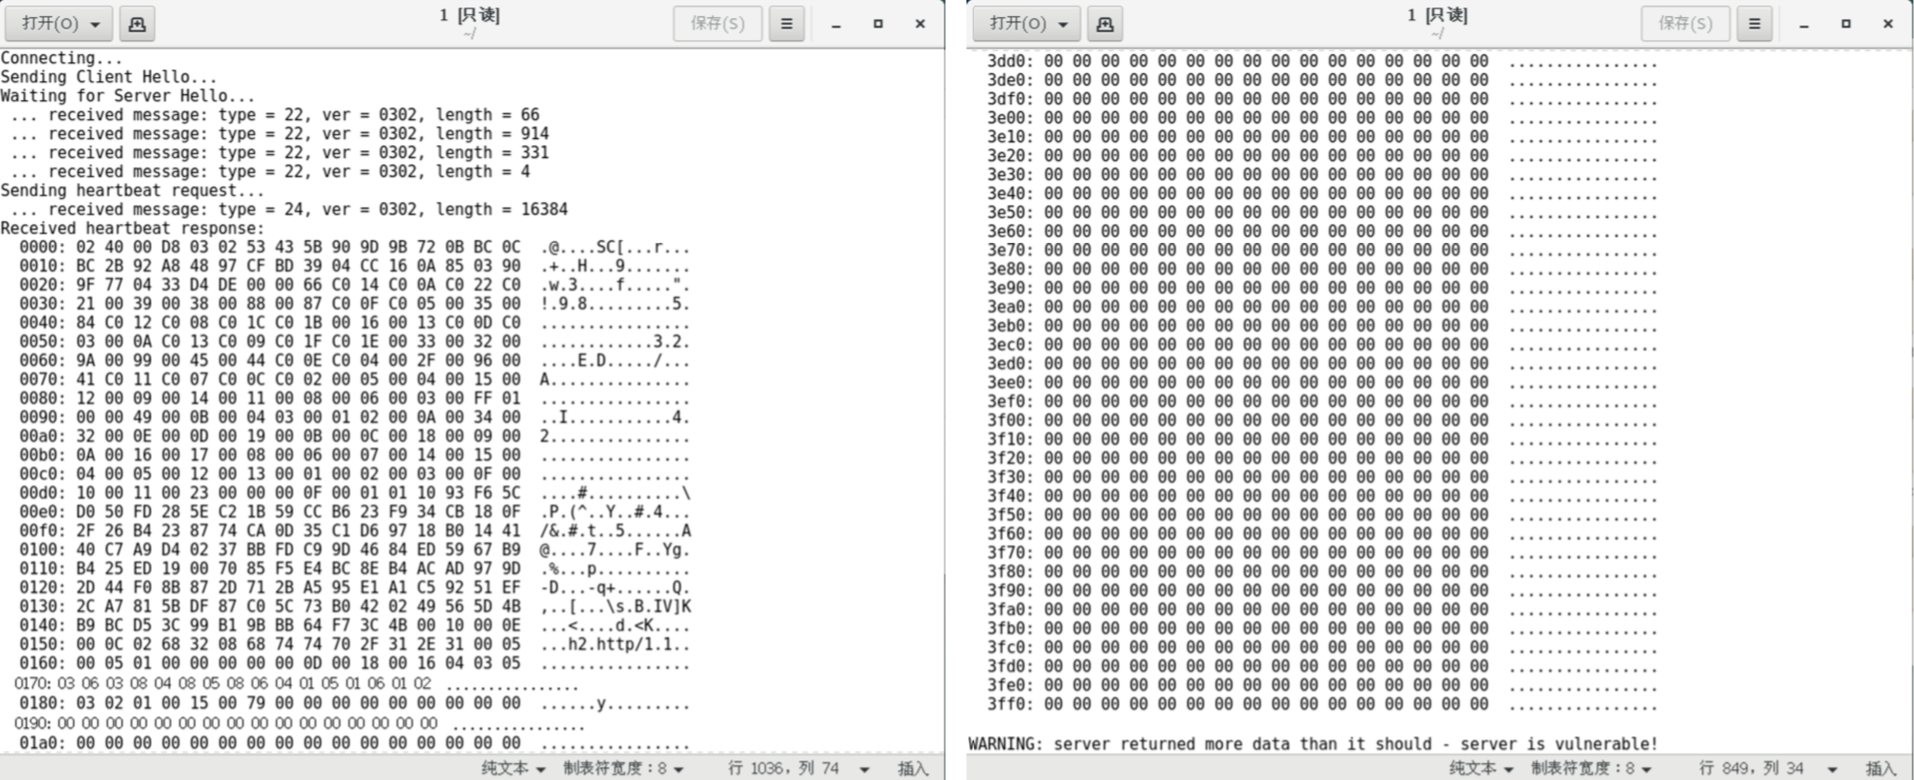 打开(O)
1 [只读]
~/
保存(S)
Connecting...
Sending Client Hello...
Waiting for Server Hello...
... received message: type = 22, ver = 0302, length = 66
... received message: type = 22, ver = 0302, length = 914
... received message: type = 22, ver = 0302, length = 331
... received message: type = 22, ver = 0302, length = 4
Sending heartbeat request...
... received message: type = 24, ver = 0302, length = 16384
Received heartbeat response:
0000: 02 40 00 D8 03 02 53 43 5B 90 9D 9B 72 0B BC 0C .@....SC[...r...
0010: BC 2B 92 A8 48 97 CF BD 39 04 CC 16 0A 85 03 90 .+..H...9.......
0020: 9F 77 04 33 D4 DE 00 00 66 C0 14 C0 0A C0 22 C0 .w.3....f.....".
0030: 21 00 39 00 38 00 88 00 87 C0 0F C0 05 00 35 00 !.9.8.........5.
0040: 84 C0 12 C0 08 C0 1C C0 1B 00 16 00 13 C0 0D C0 ................
0050: 03 00 0A C0 13 C0 09 C0 1F C0 1E 00 33 00 32 00 ............3.2.
0060: 9A 00 99 00 45 00 44 C0 0E C0 04 00 2F 00 96 00 ....E.D...../...
0070: 41 C0 11 C0 07 C0 0C C0 02 00 05 00 04 00 15 00 A...............
0080: 12 00 09 00 14 00 11 00 08 00 06 00 03 00 FF 01 ................
0090: 00 00 49 00 0B 00 04 03 00 01 02 00 0A 00 34 00 ..I...........4.
00a0: 32 00 0E 00 0D 00 19 00 0B 00 0C 00 18 00 09 00 2...............
00b0: 0A 00 16 00 17 00 08 00 06 00 07 00 14 00 15 00 ................
00c0: 04 00 05 00 12 00 13 00 01 00 02 00 03 00 0F 00 ................
00d0: 10 00 11 00 23 00 00 00 0F 00 01 01 10 93 F6 5C ....#..........\
00e0: D0 50 FD 28 5E C2 1B 59 CC B6 23 F9 34 CB 18 0F .P.(^..Y..#.4...
00f0: 2F 26 B4 23 87 74 CA 0D 35 C1 D6 97 18 B0 14 41 /&.#.t..5......A
0100: 40 C7 A9 D4 02 37 BB FD C9 9D 46 84 ED 59 67 B9 @....7....F..Yg.
0110: B4 25 ED 19 00 70 85 F5 E4 BC 8E B4 AC AD 97 9D .%...p..........
0120: 2D 44 F0 8B 87 2D 71 2B A5 95 E1 A1 C5 92 51 EF -D...-q+......Q.
0130: 2C A7 81 5B DF 87 C0 5C 73 B0 42 02 49 56 5D 4B ,..[...\s.B.IV]K
0140: B9 BC D5 3C 99 B1 9B BB 64 F7 3C 4B 00 10 00 0E ...<....d.<K....
0150: 00 0C 02 68 32 08 68 74 74 70 2F 31 2E 31 00 05 ...h2.http/1.1..
0160: 00 05 01 00 00 00 00 00 0D 00 18 00 16 04 03 05 ................
0170: 03 06 03 08 04 08 05 08 06 04 01 05 01 06 01 02 ................
0180: 03 02 01 00 15 00 79 00 00 00 00 00 00 00 00 00 ......y.........
0190: 00 00 00 00 00 00 00 00 00 00 00 00 00 00 00 00 ................
01a0: 00 00 00 00 00 00 00 00 00 00 00 00 00 00 00 00 ................
纯文本 制表符宽度：8 行 1036，列 74 插入
打开(O)
1 [只读]
~/
保存(S)
3dd0: 00 00 00 00 00 00 00 00 00 00 00 00 00 00 00 00 ................
3de0: 00 00 00 00 00 00 00 00 00 00 00 00 00 00 00 00 ................
3df0: 00 00 00 00 00 00 00 00 00 00 00 00 00 00 00 00 ................
3e00: 00 00 00 00 00 00 00 00 00 00 00 00 00 00 00 00 ................
3e10: 00 00 00 00 00 00 00 00 00 00 00 00 00 00 00 00 ................
3e20: 00 00 00 00 00 00 00 00 00 00 00 00 00 00 00 00 ................
3e30: 00 00 00 00 00 00 00 00 00 00 00 00 00 00 00 00 ................
3e40: 00 00 00 00 00 00 00 00 00 00 00 00 00 00 00 00 ................
3e50: 00 00 00 00 00 00 00 00 00 00 00 00 00 00 00 00 ................
3e60: 00 00 00 00 00 00 00 00 00 00 00 00 00 00 00 00 ................
3e70: 00 00 00 00 00 00 00 00 00 00 00 00 00 00 00 00 ................
3e80: 00 00 00 00 00 00 00 00 00 00 00 00 00 00 00 00 ................
3e90: 00 00 00 00 00 00 00 00 00 00 00 00 00 00 00 00 ................
3ea0: 00 00 00 00 00 00 00 00 00 00 00 00 00 00 00 00 ................
3eb0: 00 00 00 00 00 00 00 00 00 00 00 00 00 00 00 00 ................
3ec0: 00 00 00 00 00 00 00 00 00 00 00 00 00 00 00 00 ................
3ed0: 00 00 00 00 00 00 00 00 00 00 00 00 00 00 00 00 ................
3ee0: 00 00 00 00 00 00 00 00 00 00 00 00 00 00 00 00 ................
3ef0: 00 00 00 00 00 00 00 00 00 00 00 00 00 00 00 00 ................
3f00: 00 00 00 00 00 00 00 00 00 00 00 00 00 00 00 00 ................
3f10: 00 00 00 00 00 00 00 00 00 00 00 00 00 00 00 00 ................
3f20: 00 00 00 00 00 00 00 00 00 00 00 00 00 00 00 00 ................
3f30: 00 00 00 00 00 00 00 00 00 00 00 00 00 00 00 00 ................
3f40: 00 00 00 00 00 00 00 00 00 00 00 00 00 00 00 00 ................
3f50: 00 00 00 00 00 00 00 00 00 00 00 00 00 00 00 00 ................
3f60: 00 00 00 00 00 00 00 00 00 00 00 00 00 00 00 00 ................
3f70: 00 00 00 00 00 00 00 00 00 00 00 00 00 00 00 00 ................
3f80: 00 00 00 00 00 00 00 00 00 00 00 00 00 00 00 00 ................
3f90: 00 00 00 00 00 00 00 00 00 00 00 00 00 00 00 00 ................
3fa0: 00 00 00 00 00 00 00 00 00 00 00 00 00 00 00 00 ................
3fb0: 00 00 00 00 00 00 00 00 00 00 00 00 00 00 00 00 ................
3fc0: 00 00 00 00 00 00 00 00 00 00 00 00 00 00 00 00 ................
3fd0: 00 00 00 00 00 00 00 00 00 00 00 00 00 00 00 00 ................
3fe0: 00 00 00 00 00 00 00 00 00 00 00 00 00 00 00 00 ................
3ff0: 00 00 00 00 00 00 00 00 00 00 00 00 00 00 00 00 ................
WARNING: server returned more data than it should - server is vulnerable!
纯文本 制表符宽度：8 行 849，列 34 插入